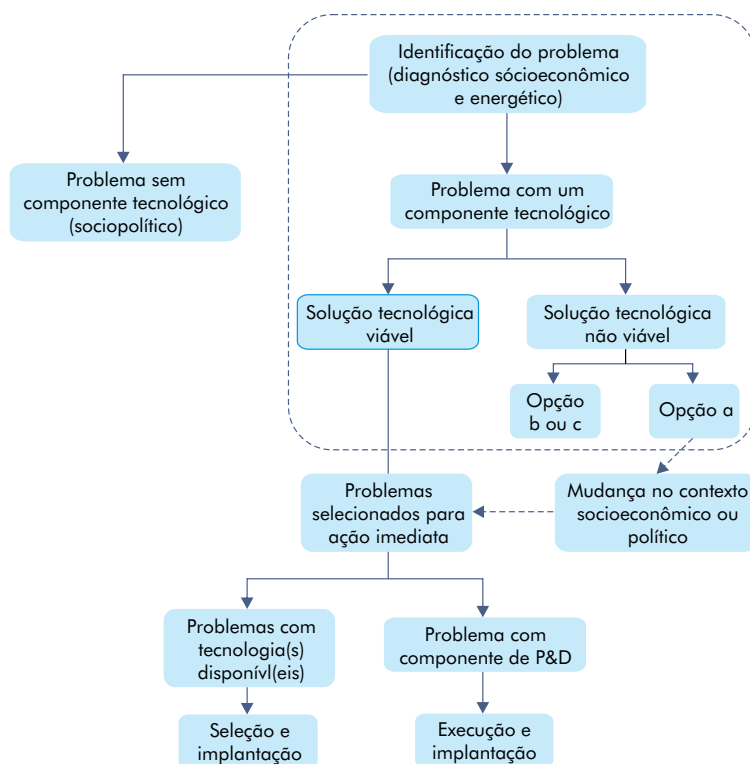 Identificação do problema
(diagnóstico sócioeconômico
e energético)
Problema sem
componente tecnológico
(sociopolítico)
Problema com um
componente tecnológico
Solução tecnológica
viável
Solução tecnológica
não viável
Opção
b ou c
Opção a
Problemas
selecionados para
ação imediata
Mudança no contexto
socioeconômico ou
político
Problemas com
tecnologia(s)
disponívl(eis)
Problema com
componente de P&D
Seleção e
implantação
Execução e
implantação